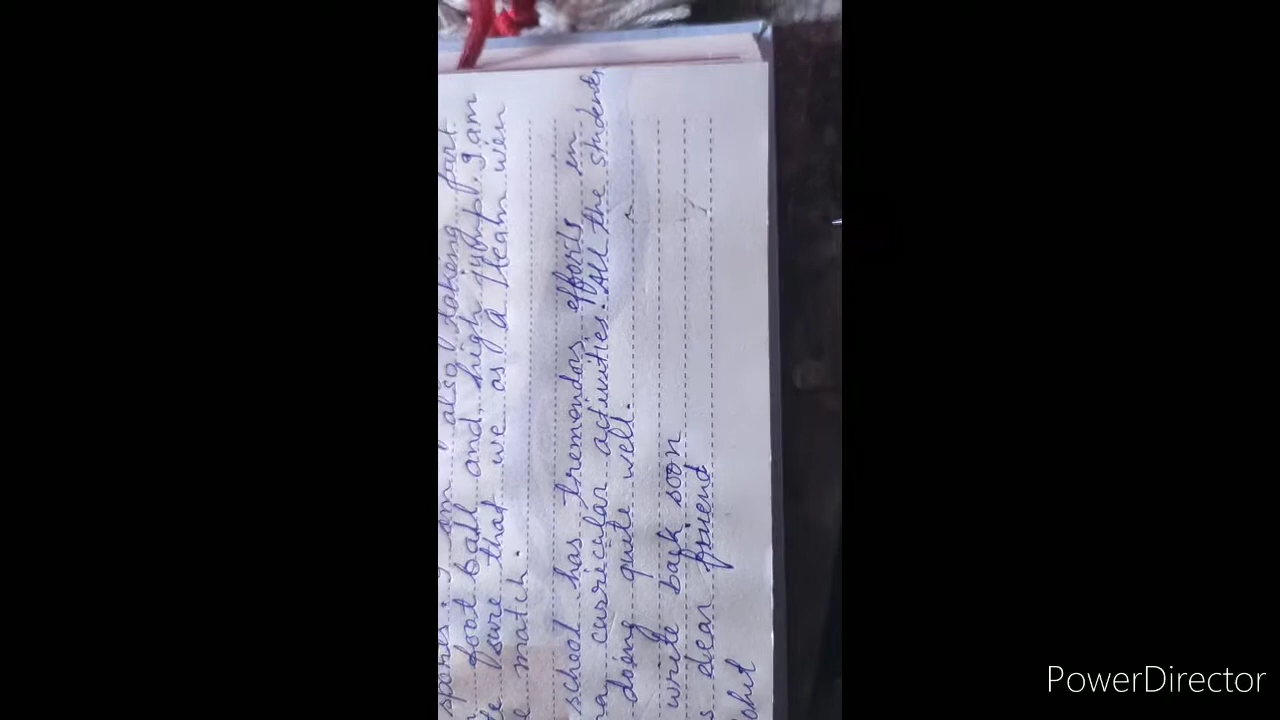 sports. I am also taking part
foot ball and high jump. I am
sure that we as a team win
match.
school has tremondos efforts in
curricular activities. All the students
doing quite well.
write back soon
dear friend
PowerDirector